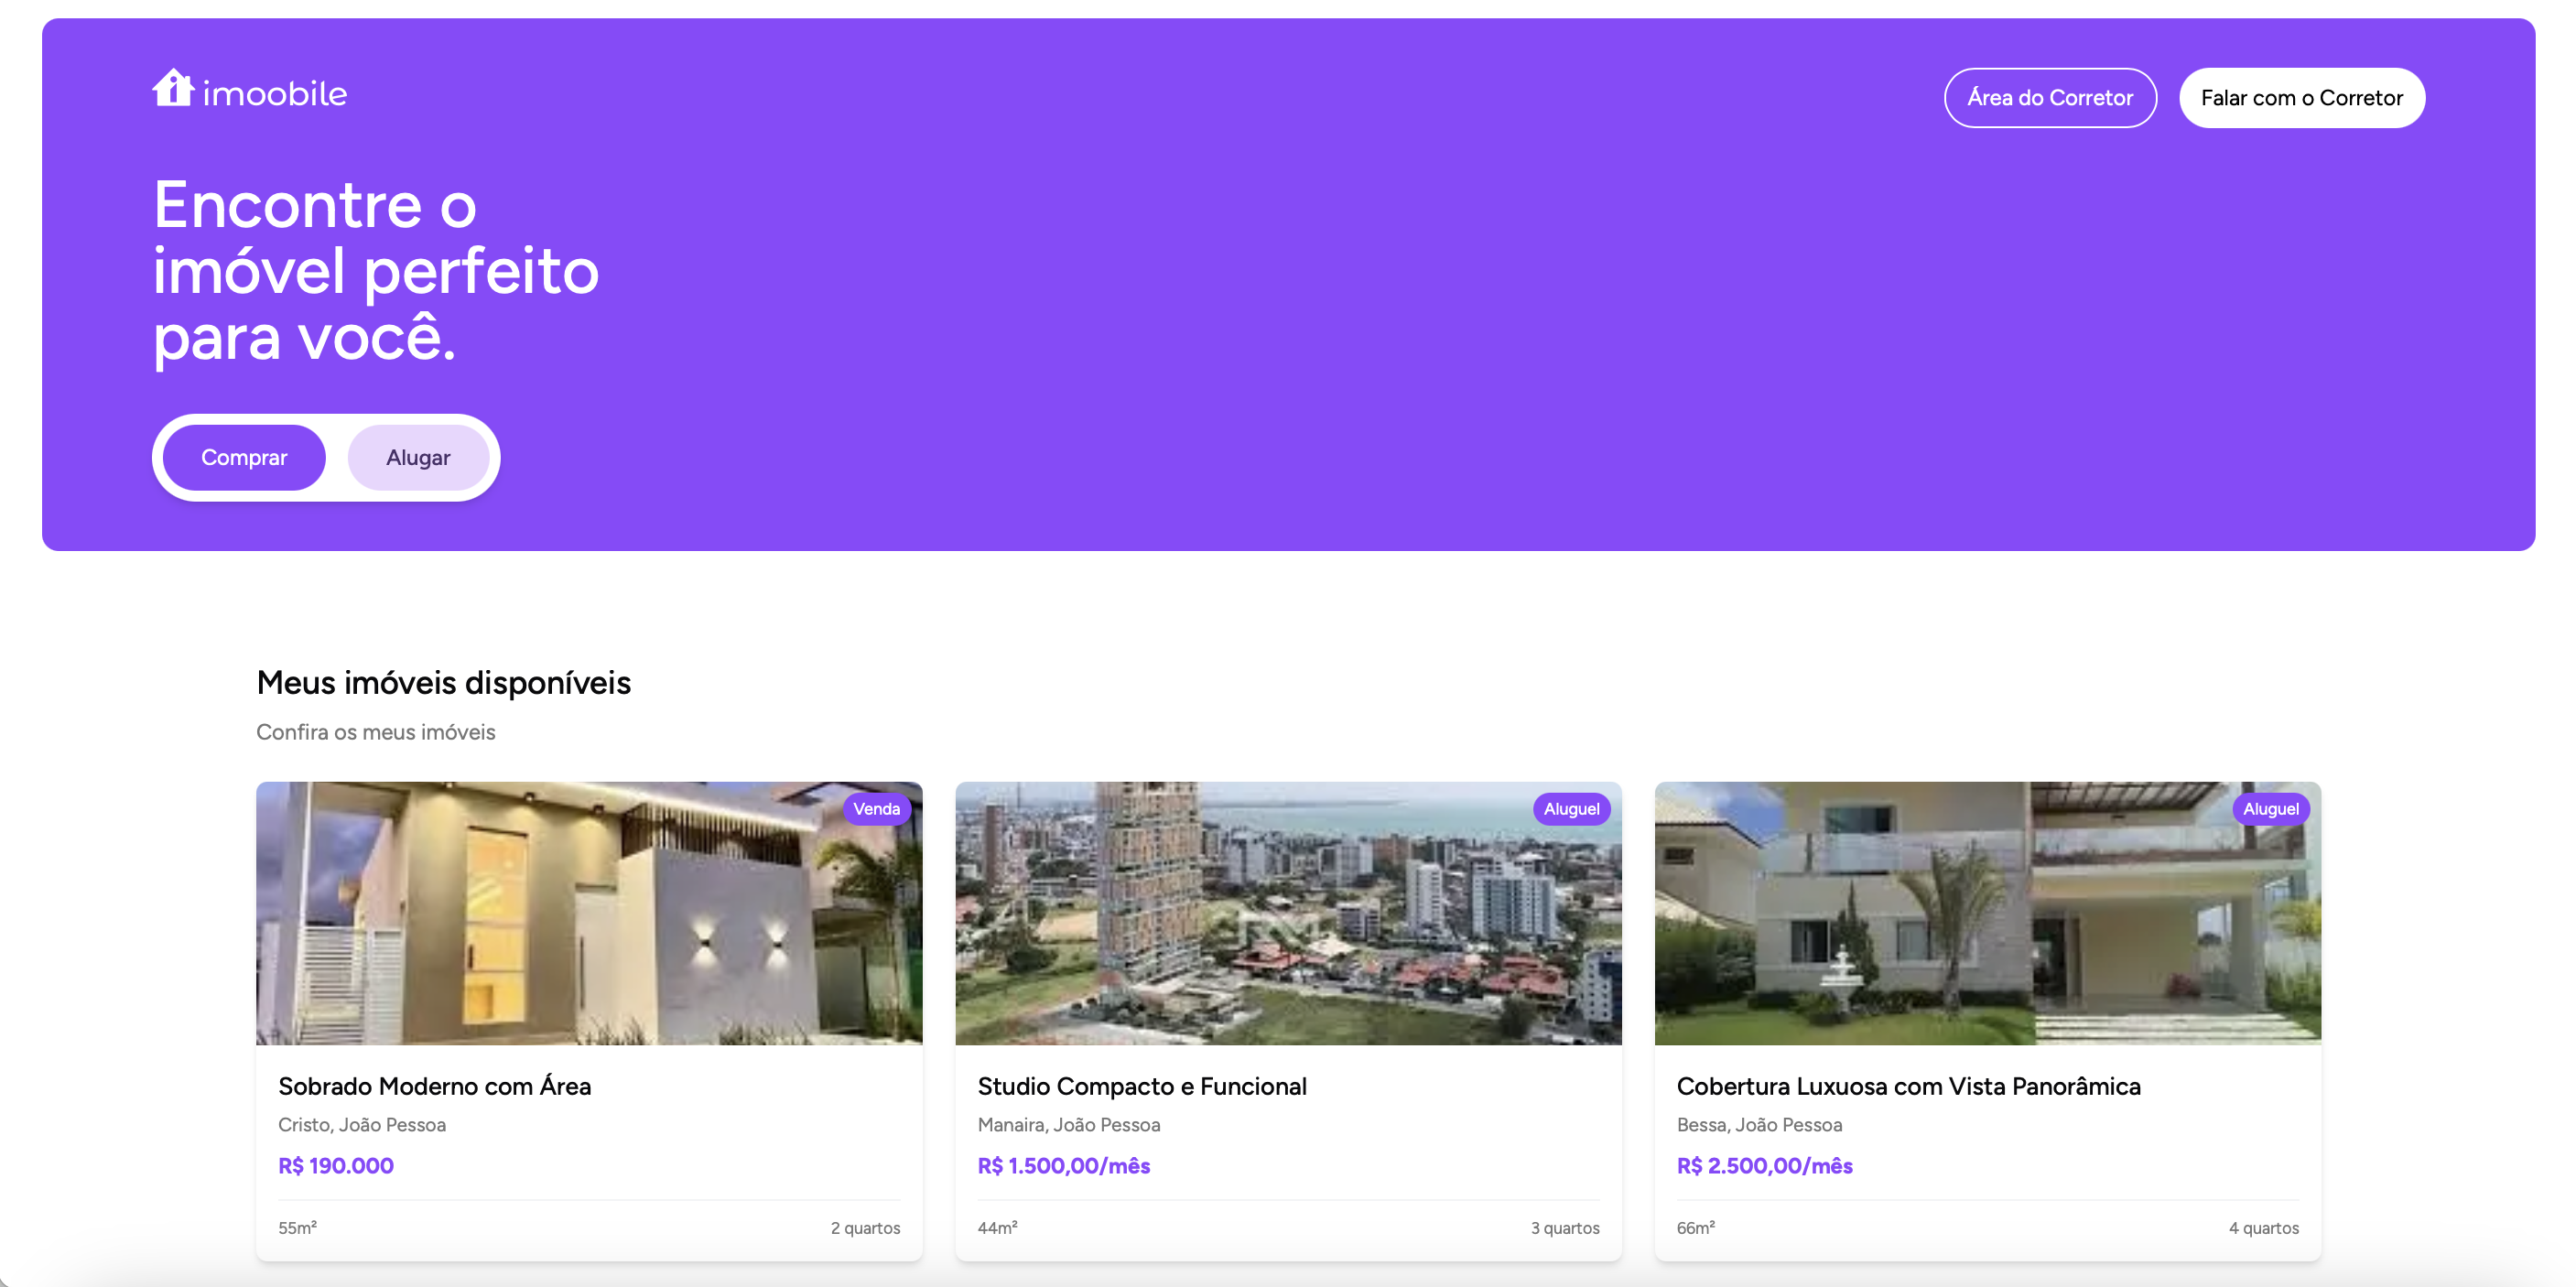 imoobile
Área do Corretor
Falar com o Corretor
Encontre o
imóvel perfeito
para você.
Comprar
Alugar
Meus imóveis disponíveis
Confira os meus imóveis
Venda
Aluguel
Aluguel
Sobrado Moderno com Área
Cristo, João Pessoa
R$ 190.000
55m²
2 quartos
Studio Compacto e Funcional
Manaira, João Pessoa
R$ 1.500,00/mês
44m²
3 quartos
Cobertura Luxuosa com Vista Panorâmica
Bessa, João Pessoa
R$ 2.500,00/mês
66m²
4 quartos